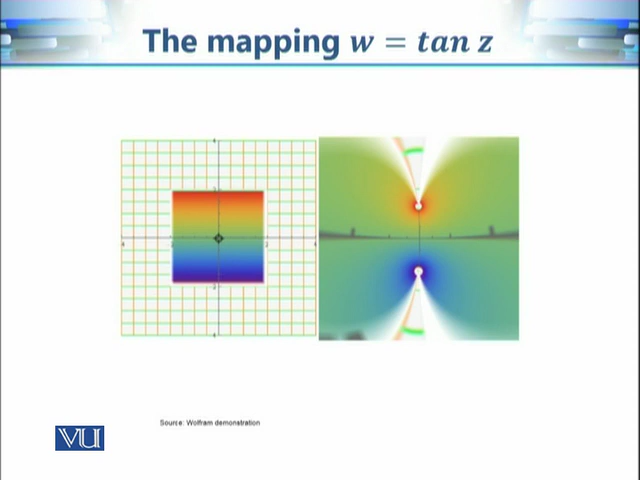 The mapping w = tan z
Source: Wolfram demonstration
VU